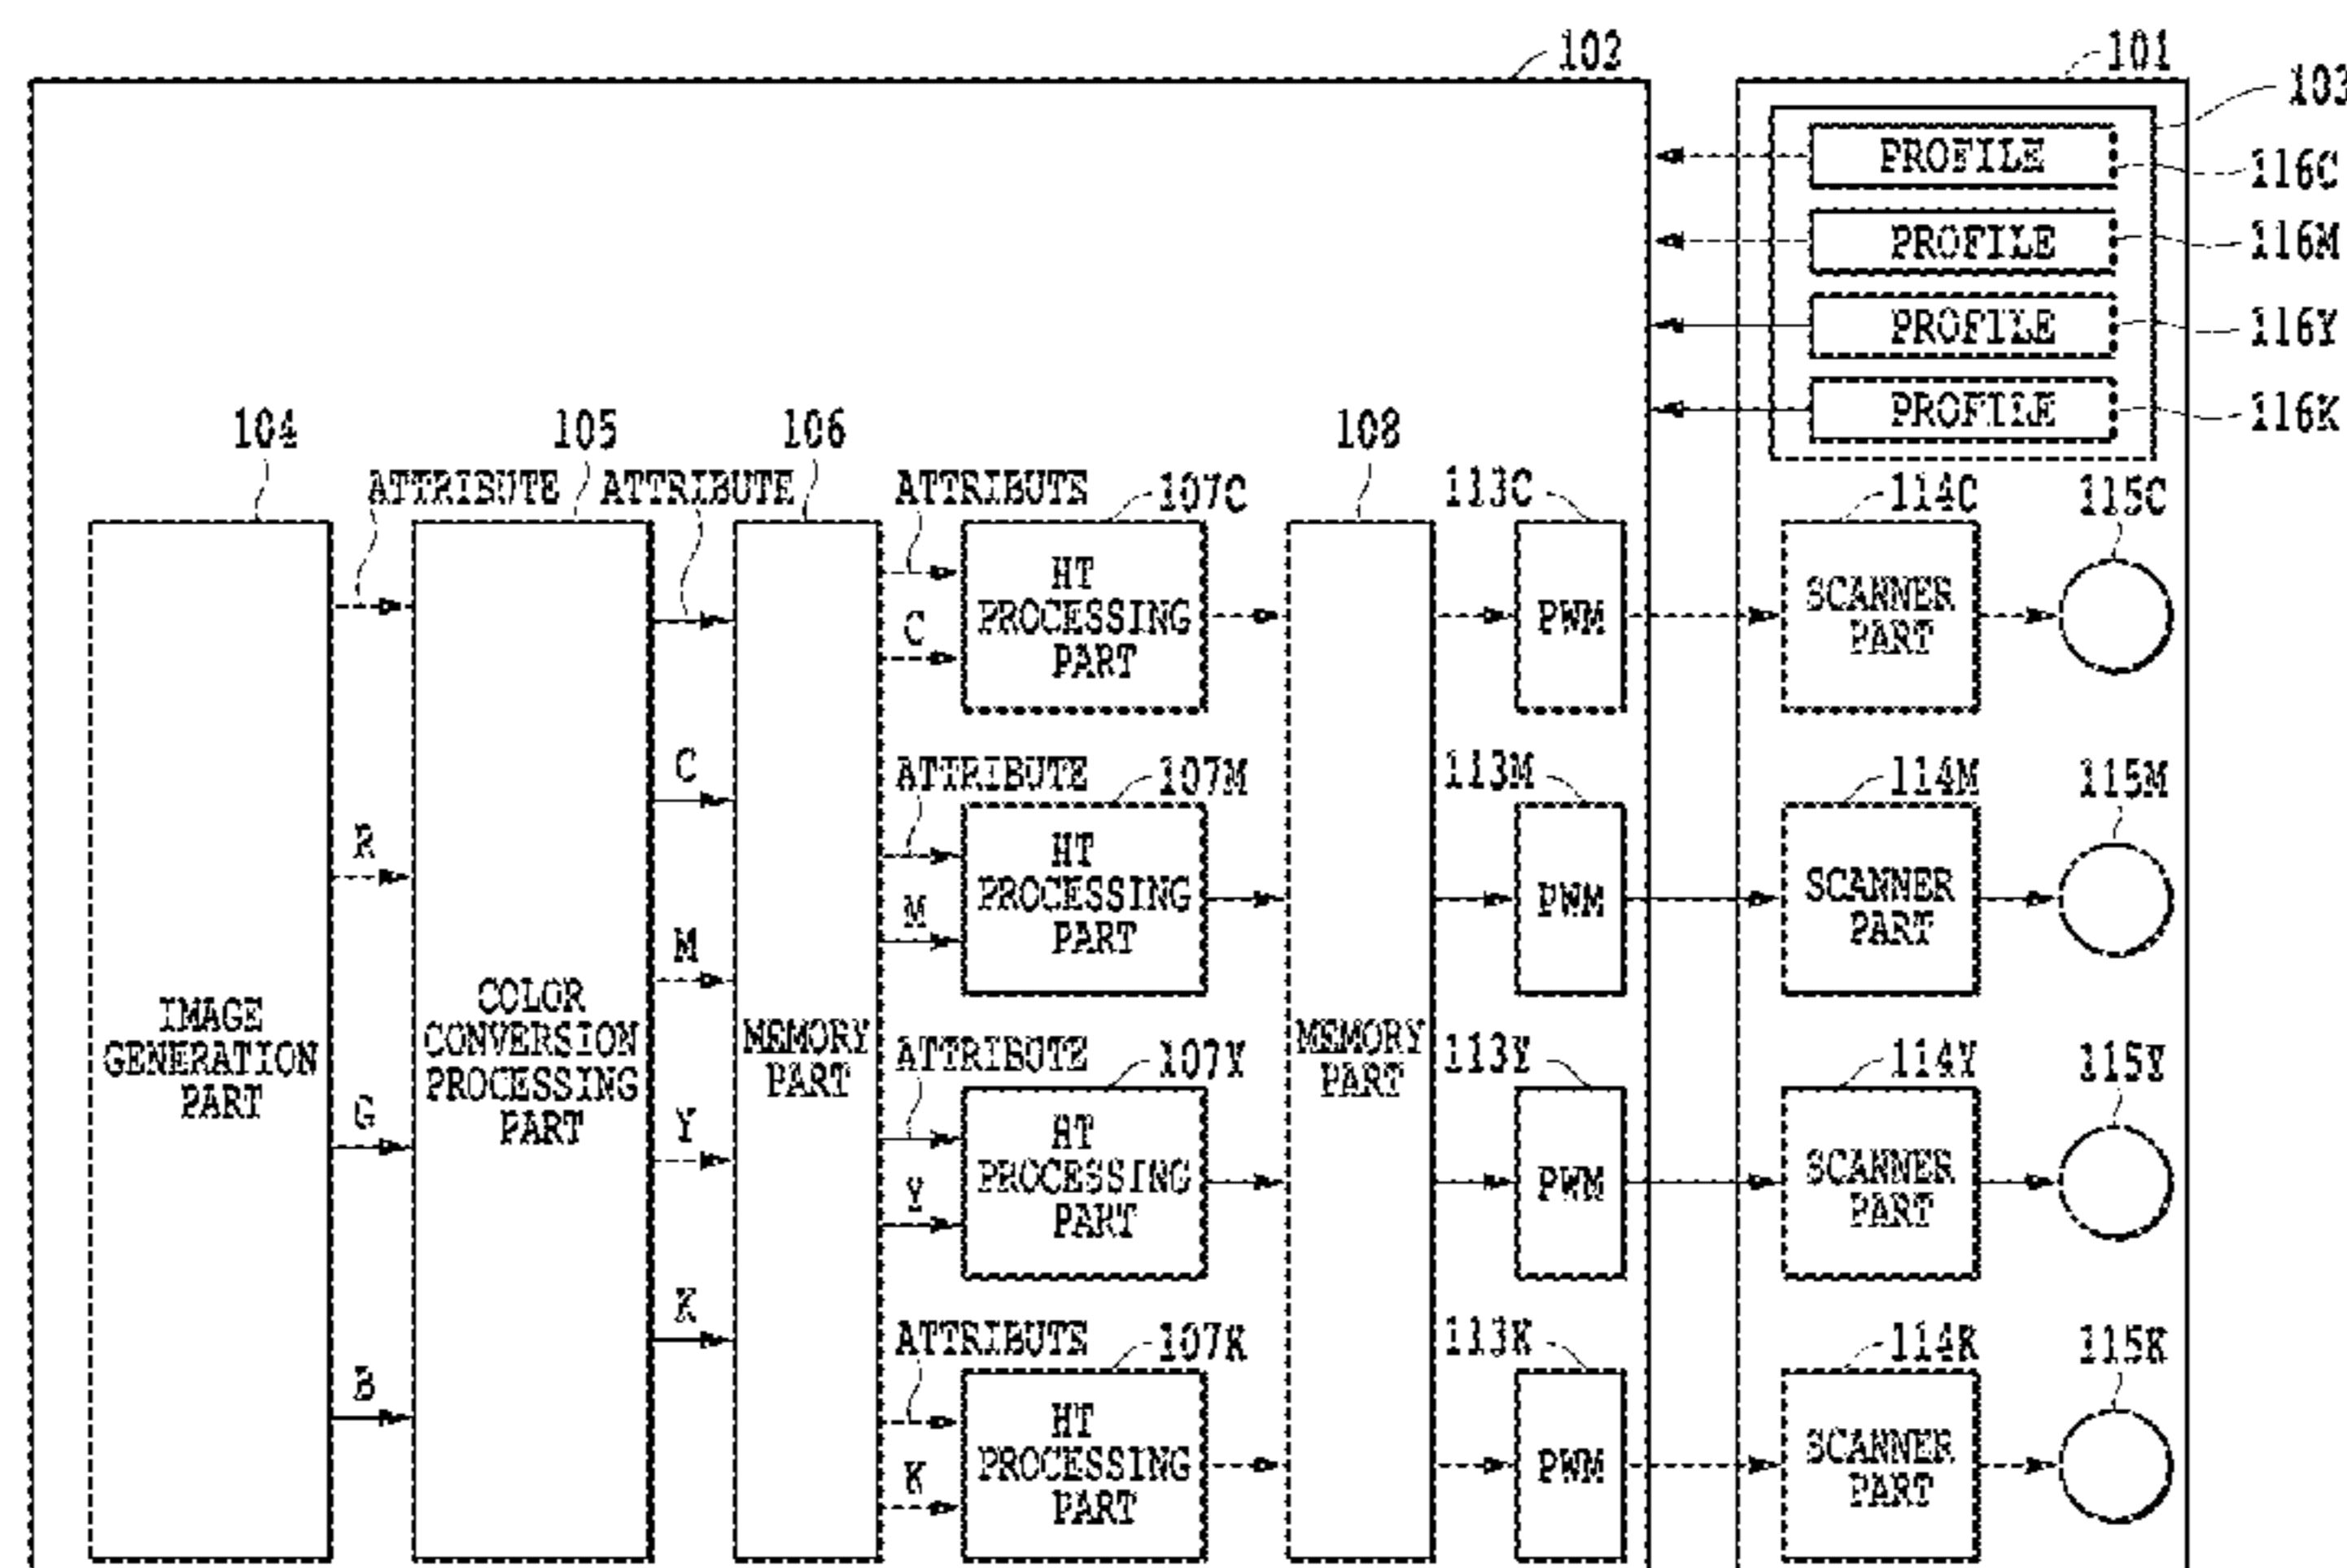 102
101
103
PROFILE
116C
PROFILE
116M
PROFILE
116Y
PROFILE
116K
104
105
106
108
ATTRIBUTE
ATTRIBUTE
ATTRIBUTE
107C
113C
114C
115C
HT
PROCESSING
PART
C
PWM
SCANNER
PART
C
ATTRIBUTE
107M
113M
114M
115M
R
HT
PROCESSING
PART
M
PWM
SCANNER
PART
M
IMAGE
GENERATION
PART
COLOR
CONVERSION
PROCESSING
PART
MEMORY
PART
MEMORY
PART
ATTRIBUTE
107Y
113Y
114Y
115Y
G
Y
HT
PROCESSING
PART
Y
PWM
SCANNER
PART
K
ATTRIBUTE
107K
113K
114K
115K
B
HT
PROCESSING
PART
K
PWM
SCANNER
PART